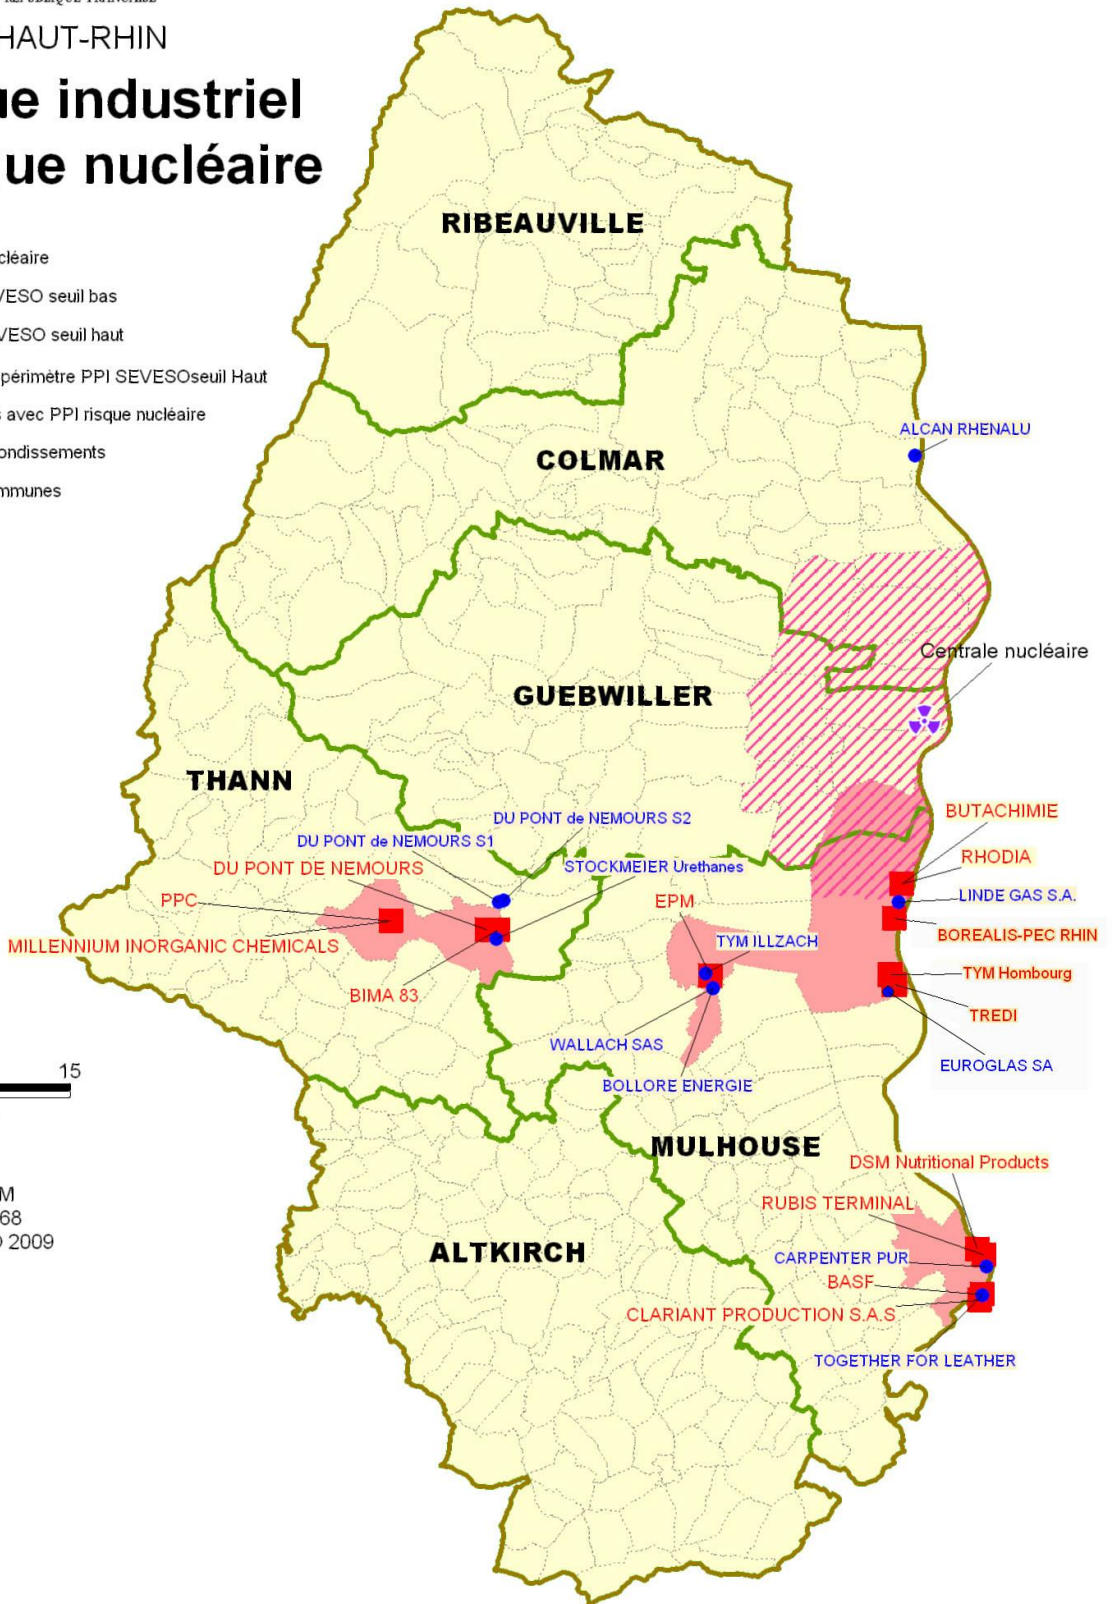 REPUBLIQUE FRANCAISE
HAUT-RHIN
ue industriel
ue nucléaire
cléaire
VESO seuil bas
VESO seuil haut
périmètre PPI SEVESOseuil Haut
s avec PPI risque nucléaire
ondissements
mmunes
RIBEAUVILLE
ALCAN RHENALU
COLMAR
Centrale nucléaire
GUEBWILLER
THANN
BUTACHIMIE
DU PONT de NEMOURS S2
DU PONT de NEMOURS S1
RHODIA
DU PONT DE NEMOURS
STOCKMEIER Urethanes
LINDE GAS S.A.
PPC
EPM
BOREALIS-PEC RHIN
MILLENNIUM INORGANIC CHEMICALS
TYM ILLZACH
TYM Hombourg
BIMA 83
TREDI
WALLACH SAS
EUROGLAS SA
15
BOLLORE ENERGIE
MULHOUSE
DSM Nutritional Products
M
68
RUBIS TERMINAL
2009
ALTKIRCH
CARPENTER PUR
BASF
CLARIANT PRODUCTION S.A.S
TOGETHER FOR LEATHER